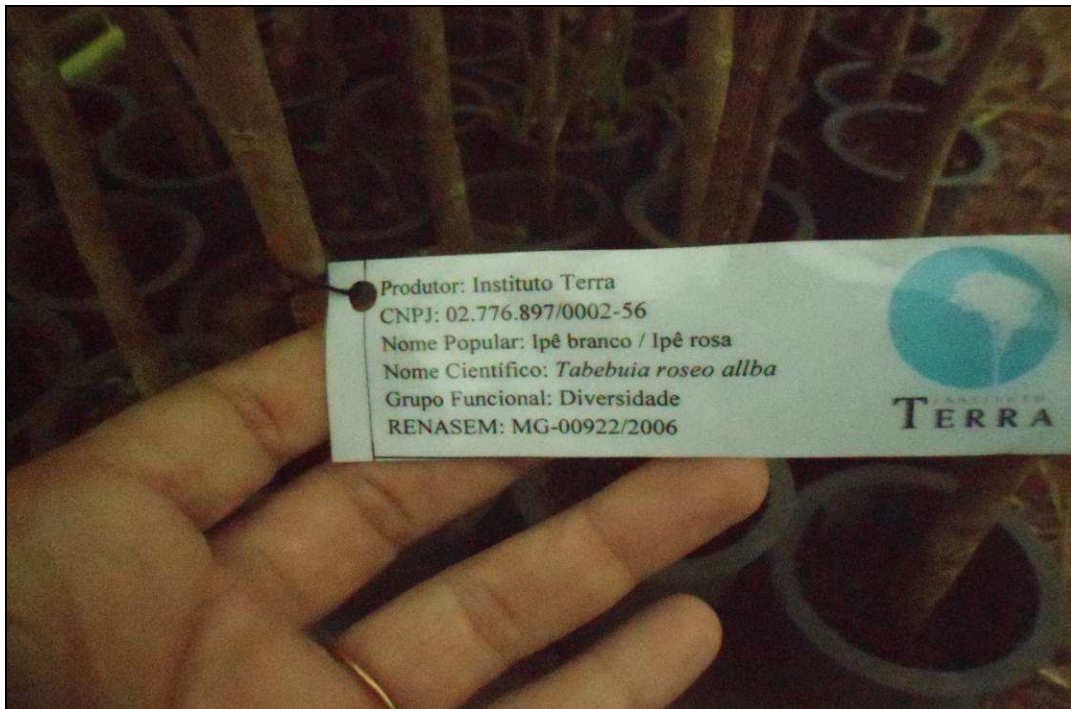 Produtor: Instituto Terra
CNPJ: 02.776.897/0002-56
Nome Popular: Ipê branco / Ipê rosa
Nome Científico: Tabebuia roseo allba
Grupo Funcional: Diversidade
RENASEM: MG-00922/2006
INSTITUTO
TERRA